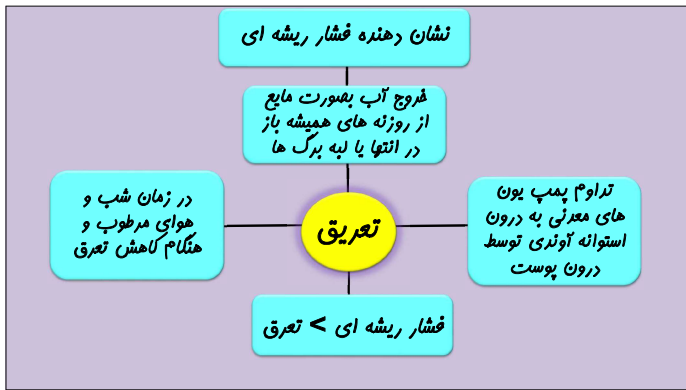 نشان دهنده فشار ریشه ای
خروج آب بصورت مایع
از روزنه های همیشه باز
در انتها یا لبه برگ ها
تداوم پمپ یون
های معدنی به درون
استوانه آوندی توسط
درون پوست
تعریق
در زمان شب و
هوای مرطوب و
هنگام کاهش تعرق
فشار ریشه ای > تعرق